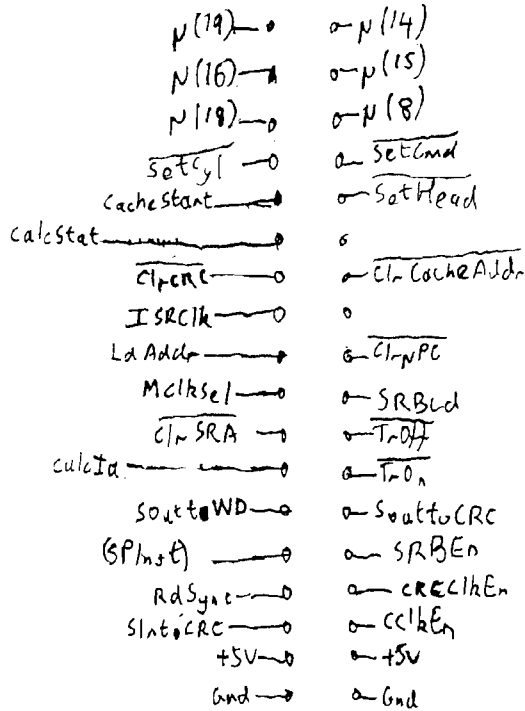 μ(19) μ(14)
μ(16) μ(15)
μ(18) μ(8)
SetCyl SetCmd
CacheStart SetHead
CalcStat
ClrCRC ClrCacheAddr
ISRClk
LdAddr ClrμPC
MClkSel SRBLd
ClrSRA TrOff
CalcId TrOn
SouttoWD SouttoCRC
(SPInst) SRBEn
RdSync CRCClkEn
SIntoCRC CClkEn
+5V +5V
Gnd Gnd